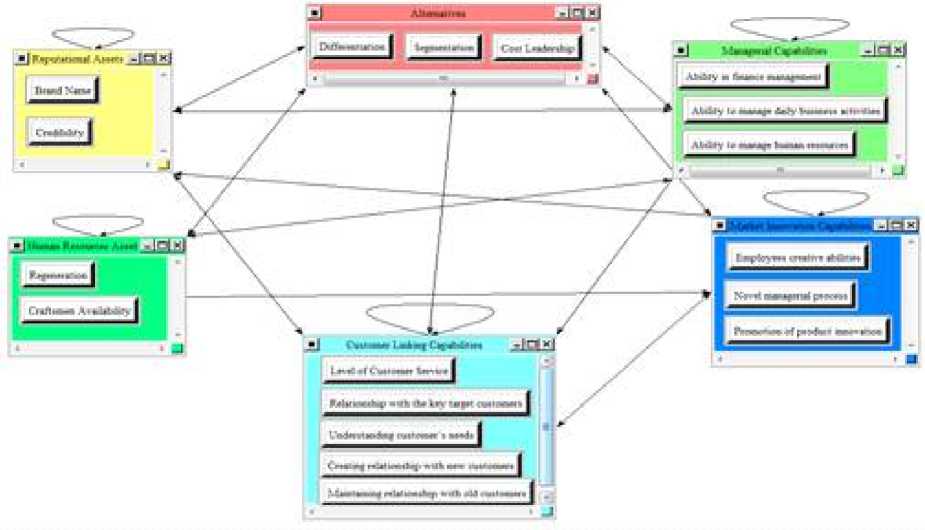 Alternatives
Differentiation
Segmentation
Cost Leadership
Reputational Assets
Brand Name
Credibility
Managerial Capabilities
Ability in finance management
Ability to manage daily business activities
Ability to manage human resources
Human Resources Asset
Regeneration
Craftsmen Availability
Market Innovation Capabilities
Employees creative abilities
Novel managerial process
Promotion of product innovation
Customer Linking Capabilities
Level of Customer Service
Relationship with the key target customers
Understanding customer's needs
Creating relationship with new customers
Maintaining relationship with old customers